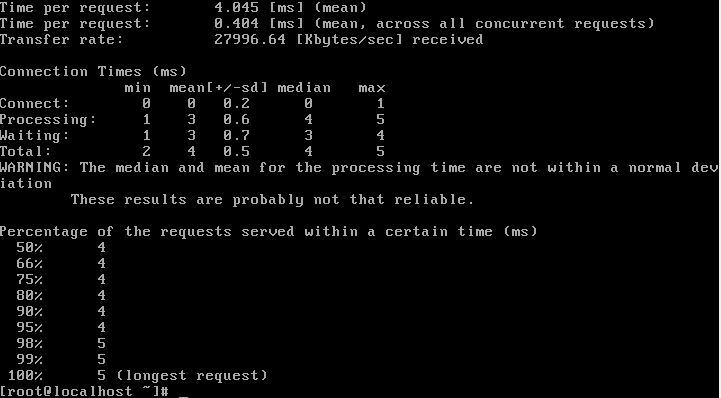 Time per request:       4.045 [ms] (mean)
Time per request:       0.404 [ms] (mean, across all concurrent requests)
Transfer rate:          27996.64 [Kbytes/sec] received

Connection Times (ms)
              min  mean[+/-sd] median   max
Connect:        0    0   0.2      0       1
Processing:     1    3   0.6      4       5
Waiting:        1    3   0.7      3       4
Total:          2    4   0.5      4       5
WARNING: The median and mean for the processing time are not within a normal dev
iation
        These results are probably not that reliable.

Percentage of the requests served within a certain time (ms)
  50%      4
  66%      4
  75%      4
  80%      4
  90%      4
  95%      4
  98%      5
  99%      5
 100%      5 (longest request)
[root@localhost ~]# _